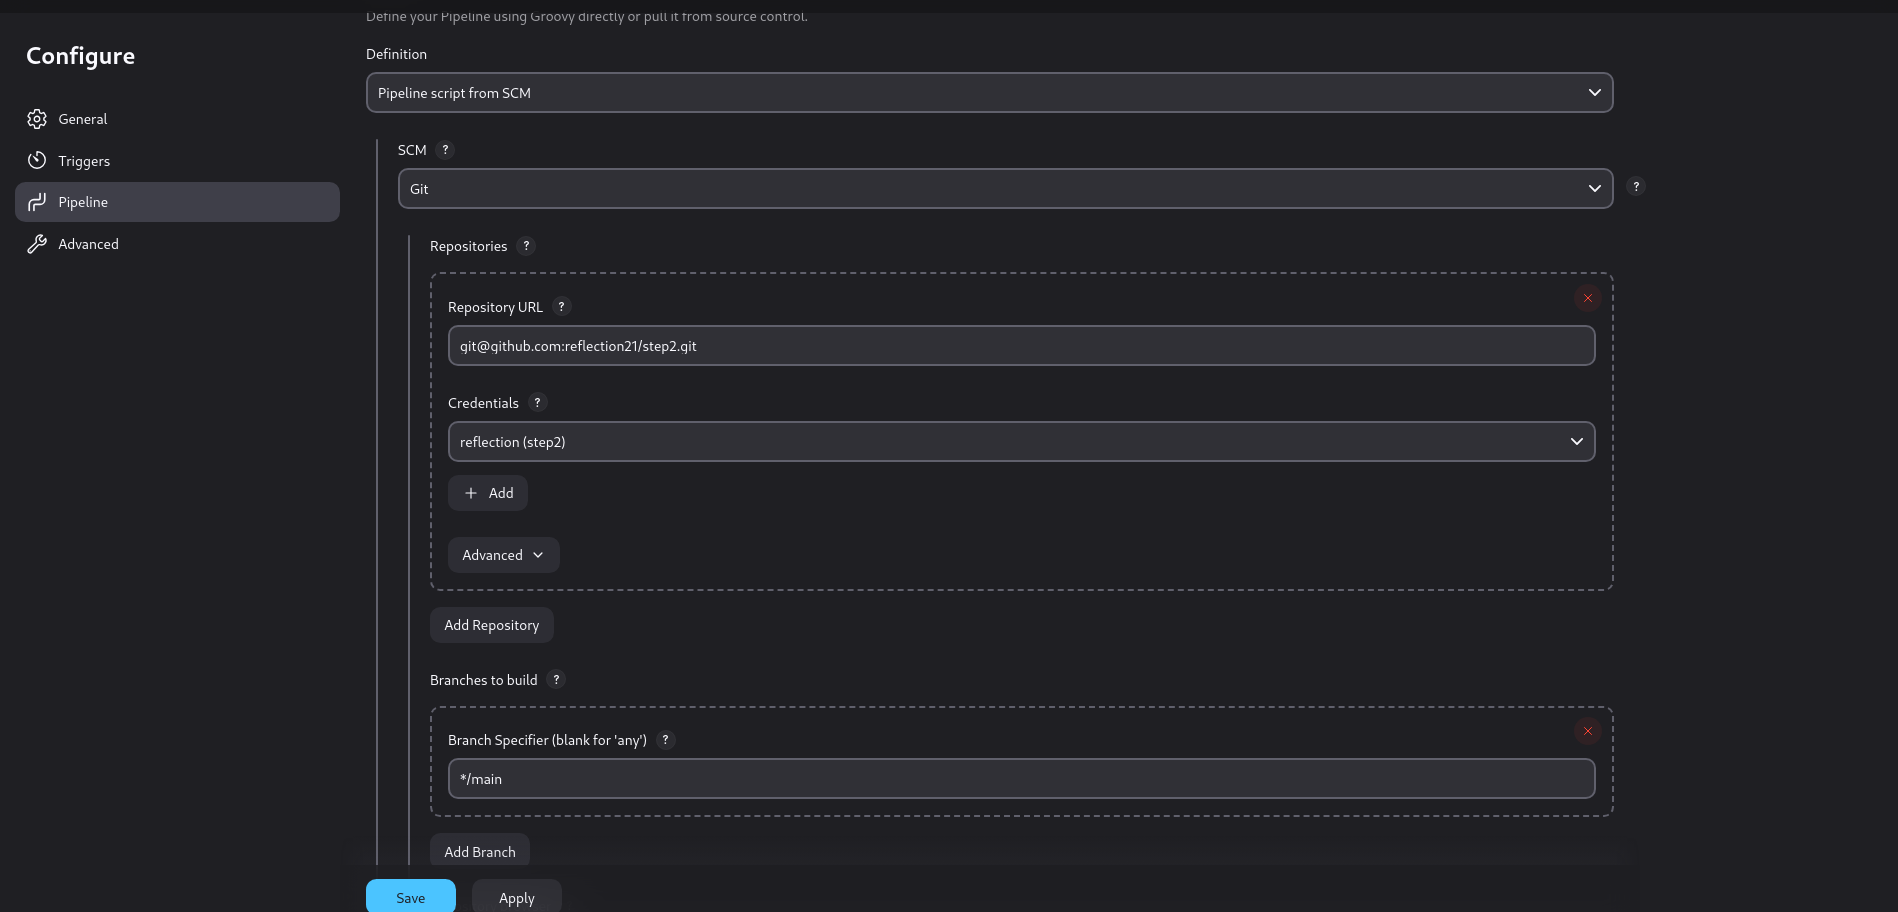 Define your Pipeline using Groovy directly or pull it from source control.
Configure
General
Triggers
Pipeline
Advanced
Definition
Pipeline script from SCM
SCM ?
Git
?
Repositories ?
Repository URL ?
git@github.com:reflection21/step2.git
Credentials ?
reflection (step2)
+ Add
Advanced
Add Repository
Branches to build ?
Branch Specifier (blank for 'any') ?
*/main
Add Branch
Save
Apply